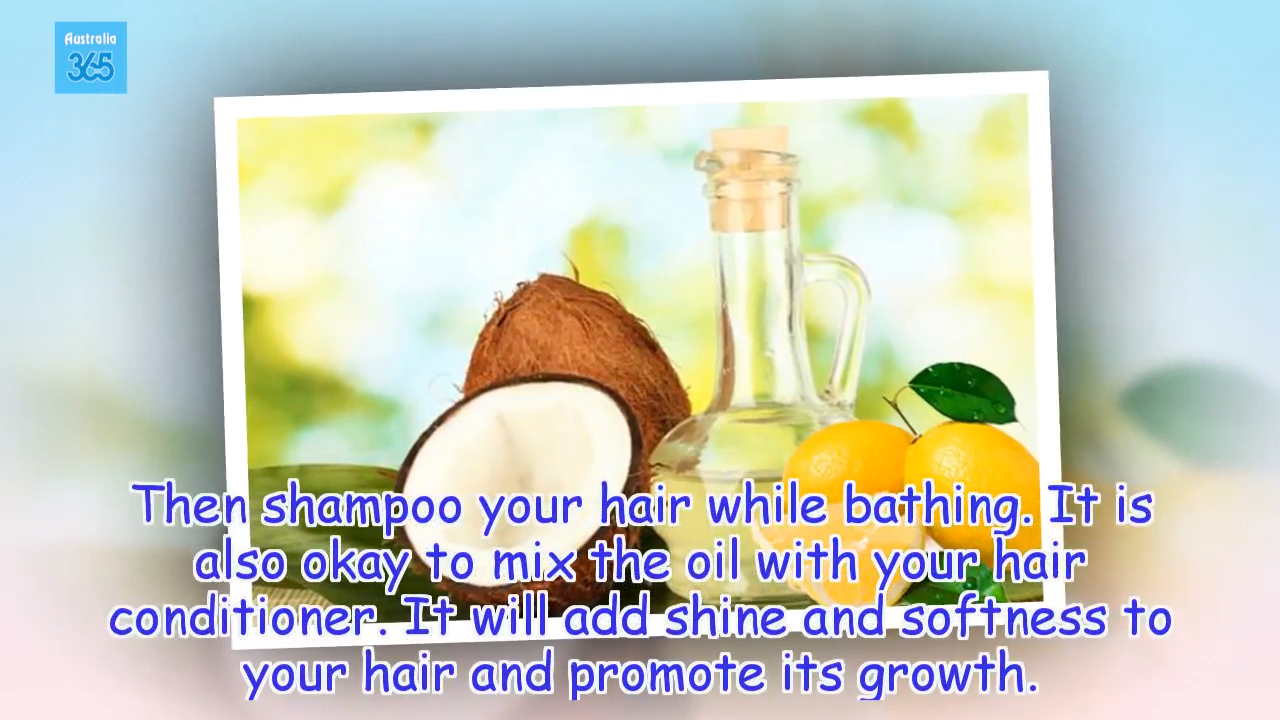 Australia
365
Then shampoo your hair while bathing. It is
also okay to mix the oil with your hair
conditioner. It will add shine and softness to
your hair and promote its growth.